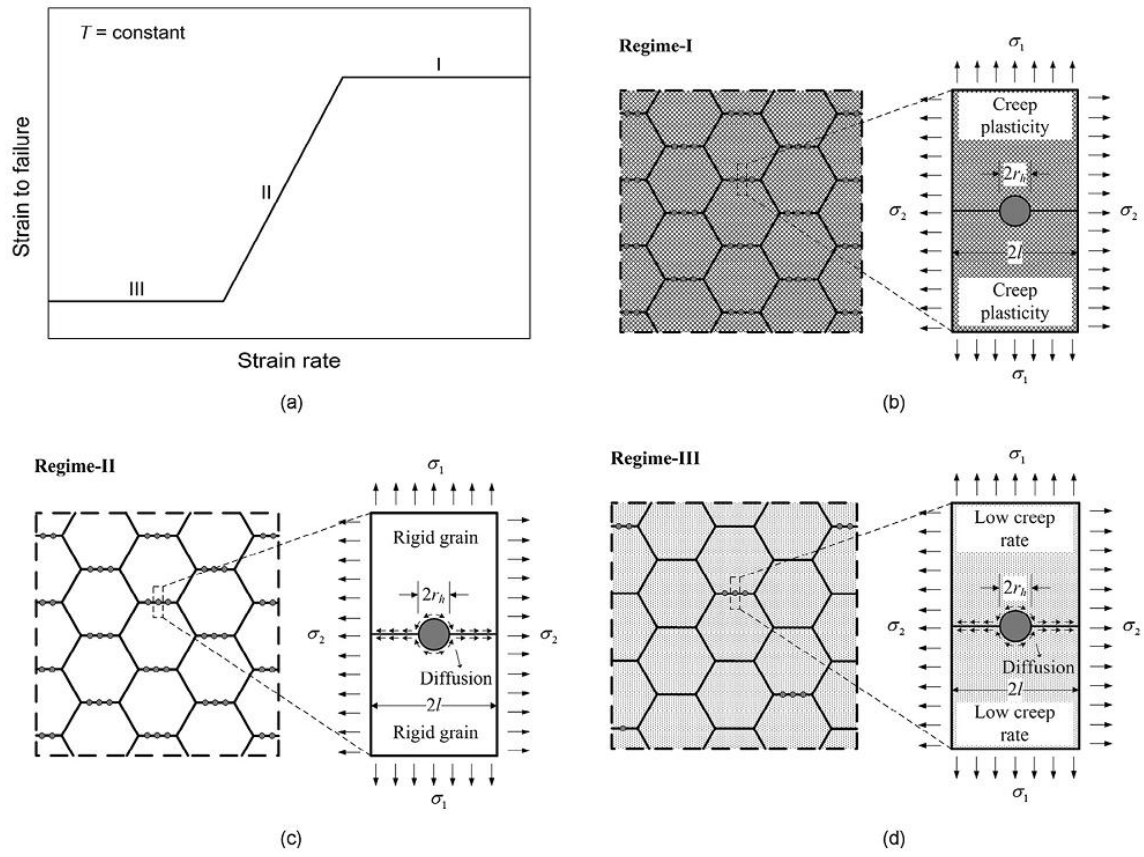 T = constant
I
II
III
Strain to failure
Strain rate
(a)
Regime-I
σ1
Creep
plasticity
2rh
σ2
σ2
2l
Creep
plasticity
σ1
(b)
Regime-II
σ1
Rigid grain
2rh
σ2
σ2
Diffusion
2l
Rigid grain
σ1
(c)
Regime-III
σ1
Low creep
rate
2rh
σ2
σ2
Diffusion
2l
Low creep
rate
σ1
(d)